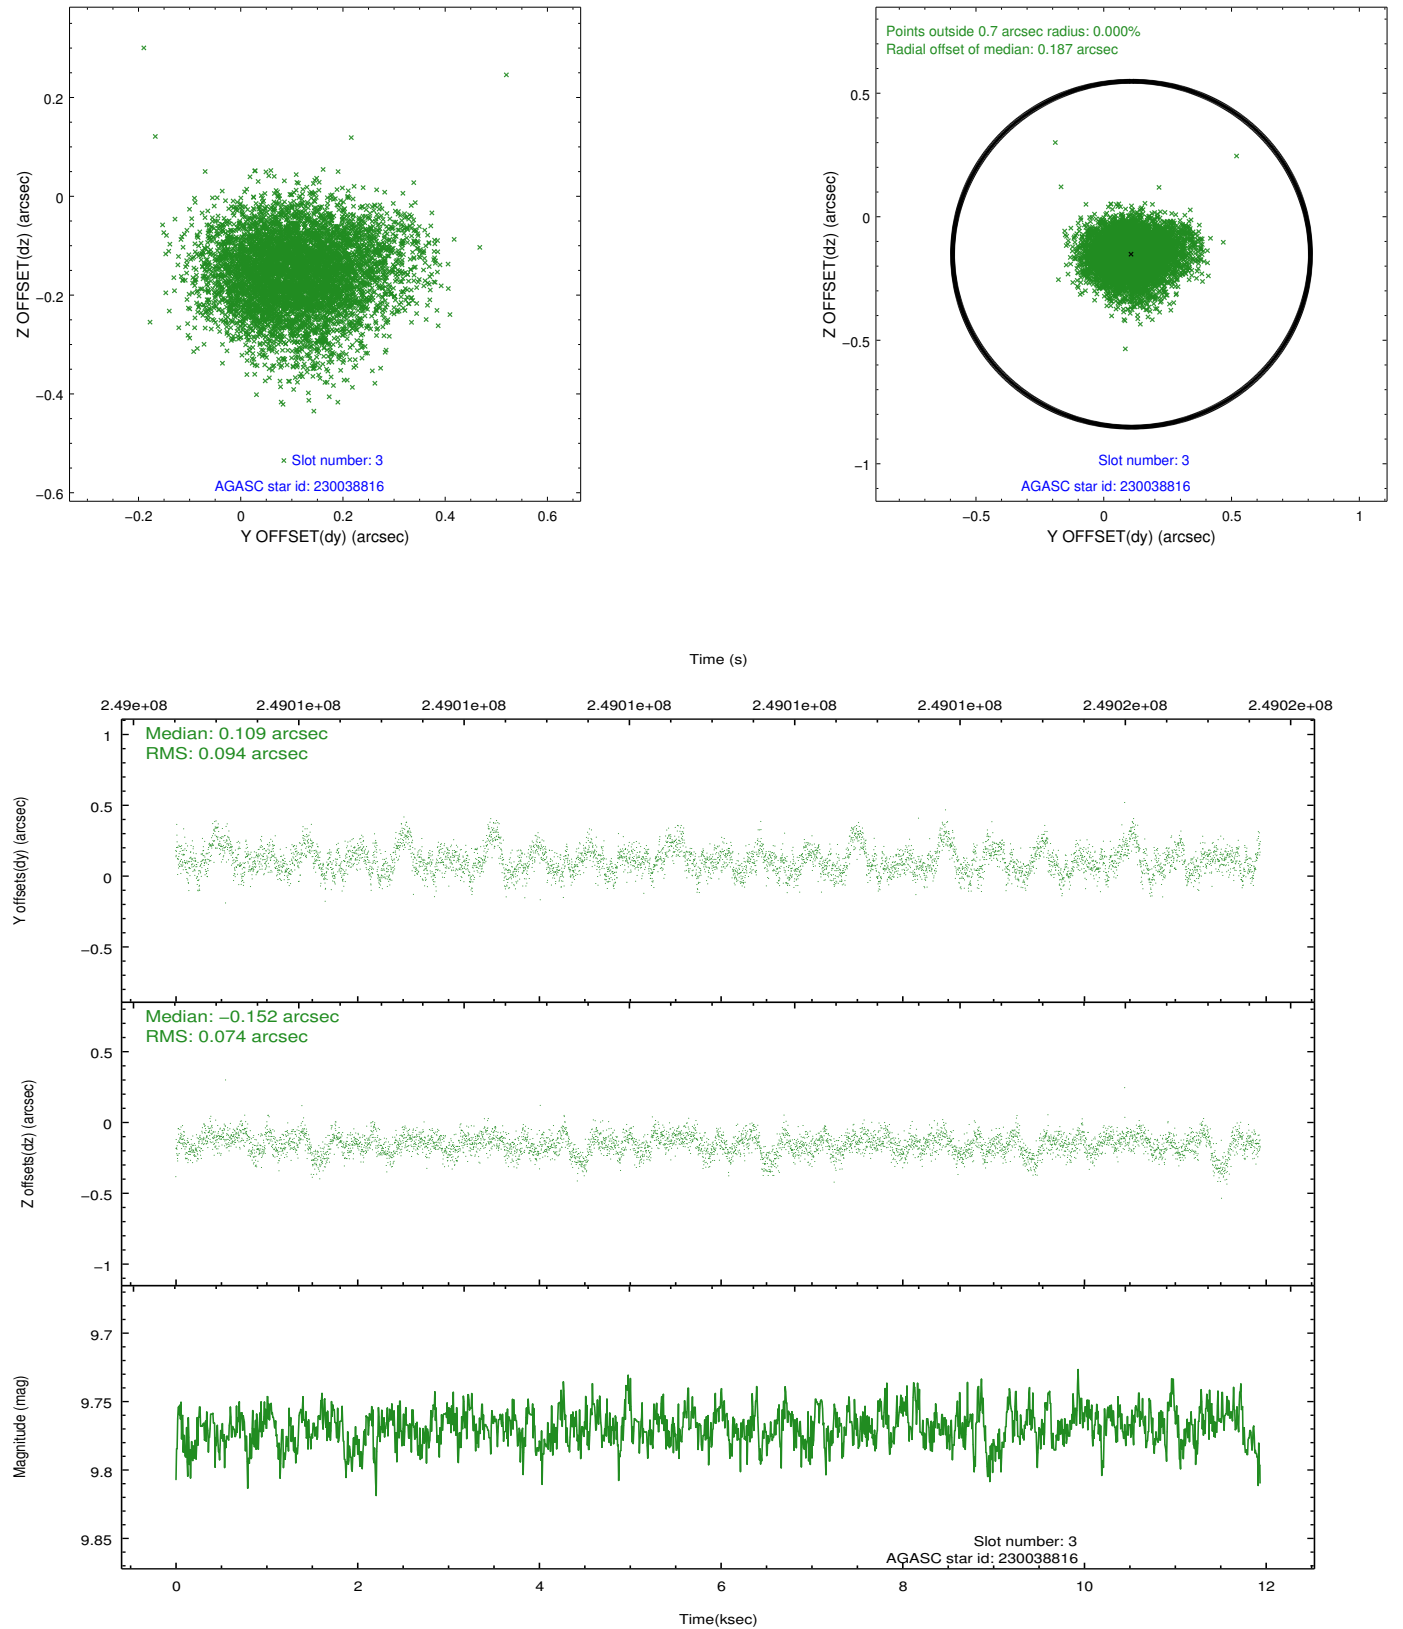 0.2
0
−0.2
−0.4
−0.6
Z OFFSET(dz) (arcsec)
Slot number: 3
AGASC star id: 230038816
−0.2 0 0.2 0.4 0.6
Y OFFSET(dy) (arcsec)
Points outside 0.7 arcsec radius: 0.000%
Radial offset of median: 0.187 arcsec
0.5
0
−0.5
−1
Z OFFSET(dz) (arcsec)
Slot number: 3
AGASC star id: 230038816
−0.5 0 0.5 1
Y OFFSET(dy) (arcsec)
Time (s)
2.49e+08 2.4901e+08 2.4901e+08 2.4901e+08 2.4901e+08 2.4901e+08 2.4902e+08 2.4902e+08
Median: 0.109 arcsec
RMS: 0.094 arcsec
1
0.5
0
−0.5
Y offsets(dy) (arcsec)
Median: −0.152 arcsec
RMS: 0.074 arcsec
0.5
0
−0.5
−1
Z offsets(dz) (arcsec)
9.7
9.75
9.8
9.85
Magnitude (mag)
Slot number: 3
AGASC star id: 230038816
0 2 4 6 8 10 12
Time(ksec)